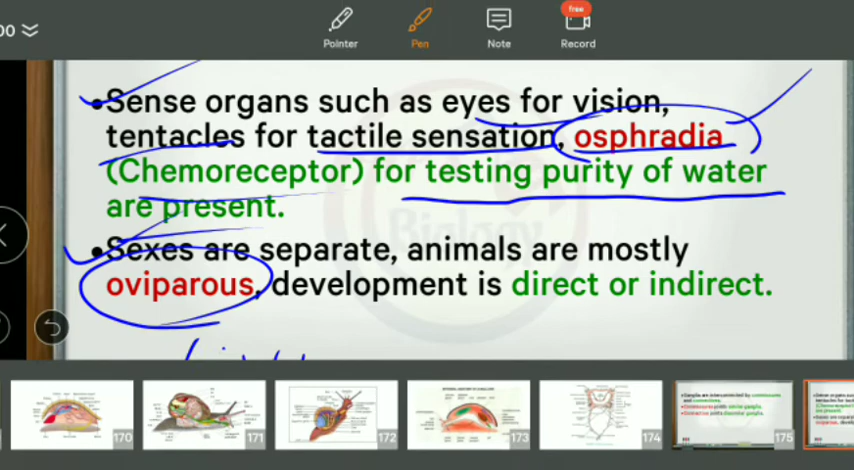 00
Pointer
Pen
Note
free
Record
•Sense organs such as eyes for vision,
tentacles for tactile sensation, osphradia
(Chemoreceptor) for testing purity of water
are present.
•Sexes are separate, animals are mostly
oviparous, development is direct or indirect.
Biology
170
171
172
173
174
175